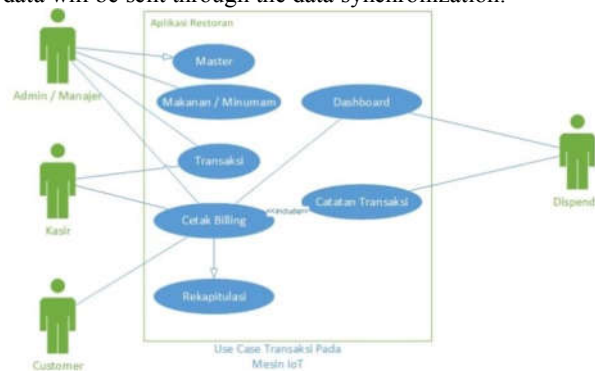 data will be sent through the data synchronization.
Aplikasi Restoran
Master
Admin / Manajer
Makanan / Minumam
Dashboard
Transaksi
Kasir
Catatan Transaksi
Dispend
<<include>>
Cetak Billing
Rekapitulasi
Customer
Use Case Transaksi Pada
Mesin IoT